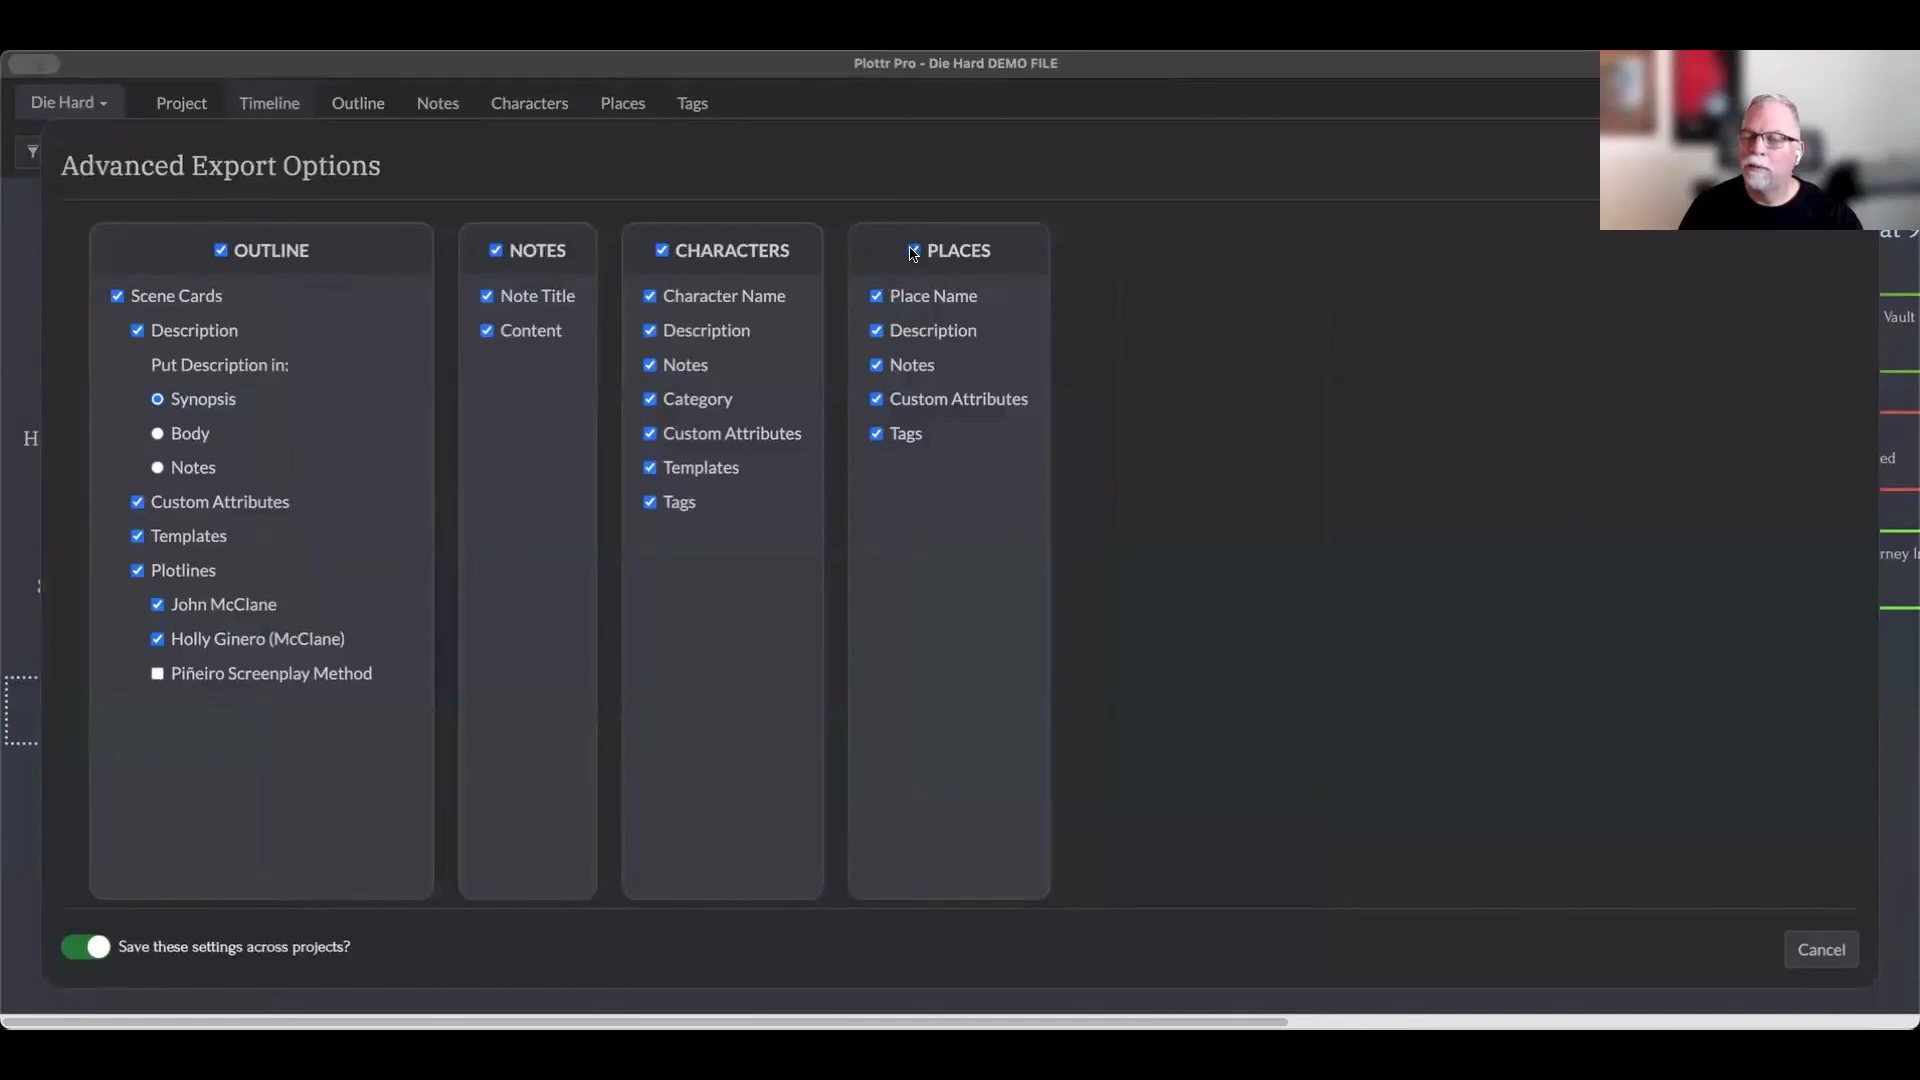 Plottr Pro - Die Hard DEMO FILE
Die Hard
Project
Timeline
Outline
Notes
Characters
Places
Tags
Advanced Export Options
OUTLINE
Scene Cards
Description
Put Description in:
Synopsis
Body
Notes
Custom Attributes
Templates
Plotlines
John McClane
Holly Ginero (McClane)
Piñeiro Screenplay Method
NOTES
Note Title
Content
CHARACTERS
Character Name
Description
Notes
Category
Custom Attributes
Templates
Tags
PLACES
Place Name
Description
Notes
Custom Attributes
Tags
H
Vault
ed
rney I
Save these settings across projects?
Cancel